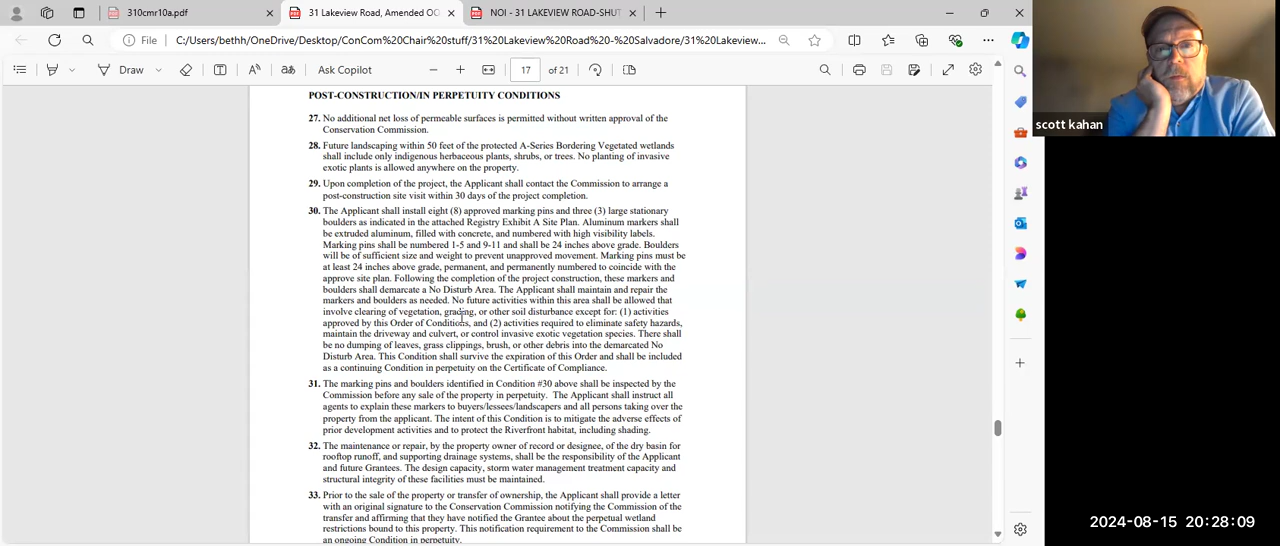 310cmr10a.pdf
31 Lakeview Road, Amended OO
NOI - 31 LAKEVIEW ROAD-SHUT
File
C:/Users/bethh/OneDrive/Desktop/ConCom%20Chair%20stuff/31%20Lakeview%20Road%20-%20Salvadore/31%20Lakeview...
Draw
Ask Copilot
17 of 21
POST-CONSTRUCTION/IN PERPETUITY CONDITIONS
27. No additional net loss of permeable surfaces is permitted without written approval of the
Conservation Commission.
28. Future landscaping within 50 feet of the protected A-Series Bordering Vegetated wetlands
shall include only indigenous herbaceous plants, shrubs, or trees. No planting of invasive
exotic plants is allowed anywhere on the property.
29. Upon completion of the project, the Applicant shall contact the Commission to arrange a
post-construction site visit within 30 days of the project completion.
30. The Applicant shall install eight (8) approved marking pins and three (3) large stationary
boulders as indicated in the attached Registry Exhibit A Site Plan. Aluminum markers shall
be extruded aluminum, filled with concrete, and numbered with high visibility labels.
Marking pins shall be numbered 1-5 and 9-11 and shall be 24 inches above grade. Boulders
will be of sufficient size and weight to prevent unapproved movement. Marking pins must be
at least 24 inches above grade, permanent, and permanently numbered to coincide with the
approve site plan. Following the completion of the project construction, these markers and
boulders shall demarcate a No Disturb Area. The Applicant shall maintain and repair the
markers and boulders as needed. No future activities within this area shall be allowed that
involve clearing of vegetation, grading, or other soil disturbance except for: (1) activities
approved by this Order of Conditions, and (2) activities required to eliminate safety hazards,
maintain the driveway and culvert, or control invasive exotic vegetation species. There shall
be no dumping of leaves, grass clippings, brush, or other debris into the demarcated No
Disturb Area. This Condition shall survive the expiration of this Order and shall be included
as a continuing Condition in perpetuity on the Certificate of Compliance.
31. The marking pins and boulders identified in Condition #30 above shall be inspected by the
Commission before any sale of the property in perpetuity. The Applicant shall instruct all
agents to explain these markers to buyers/lessees/landscapers and all persons taking over the
property from the applicant. The intent of this Condition is to mitigate the adverse effects of
prior development activities and to protect the Riverfront habitat, including shading.
32. The maintenance or repair, by the property owner of record or designee, of the dry basin for
rooftop runoff, and supporting drainage systems, shall be the responsibility of the Applicant
and future Grantees. The design capacity, storm water management treatment capacity and
structural integrity of these facilities must be maintained.
33. Prior to the sale of the property or transfer of ownership, the Applicant shall provide a letter
with an original signature to the Conservation Commission notifying the Commission of the
transfer and affirming that they have notified the Grantee about the perpetual wetland
restrictions bound to this property. This notification requirement to the Commission shall be
an ongoing Condition in perpetuity.
scott kahan
2024-08-15 20:28:09